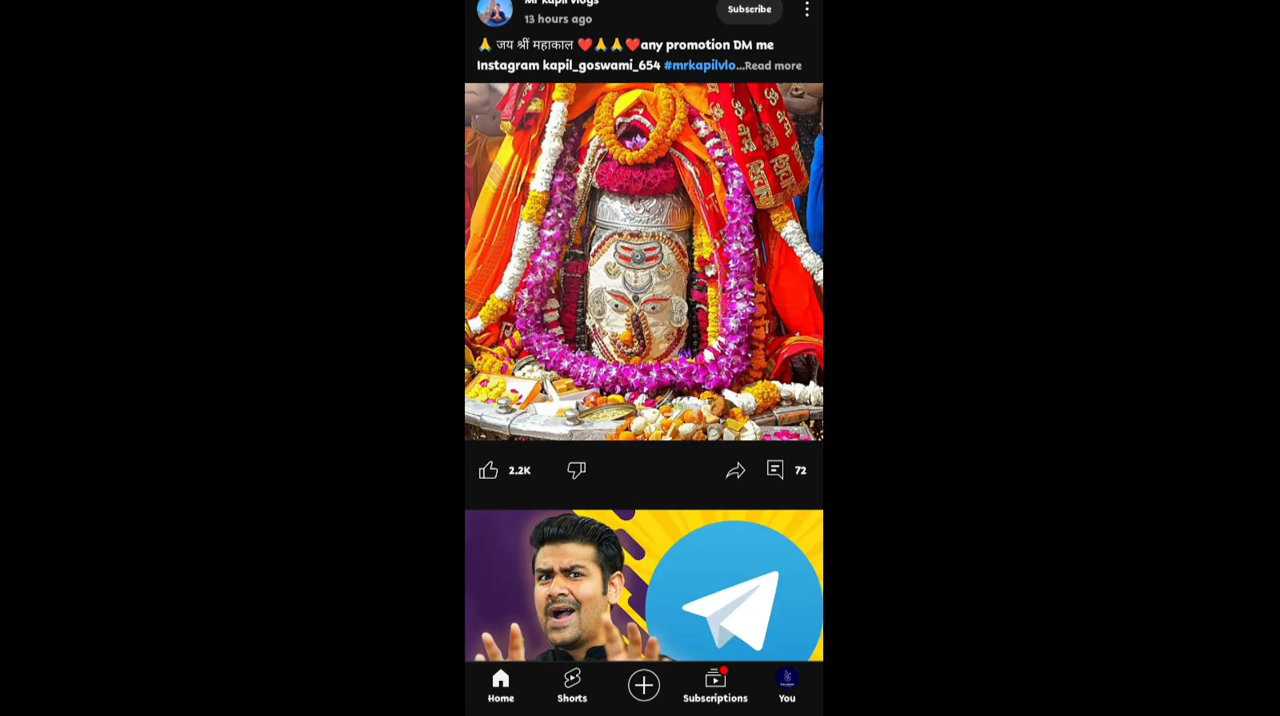 Mr kapil vlogs
Subscribe
13 hours ago
🙏 जय श्रीं महाकाल ❤️🙏🙏❤️any promotion DM me
Instagram kapil_goswami_654 #mrkapilvlo...Read more
2.2K
72
Home
Shorts
Subscriptions
You